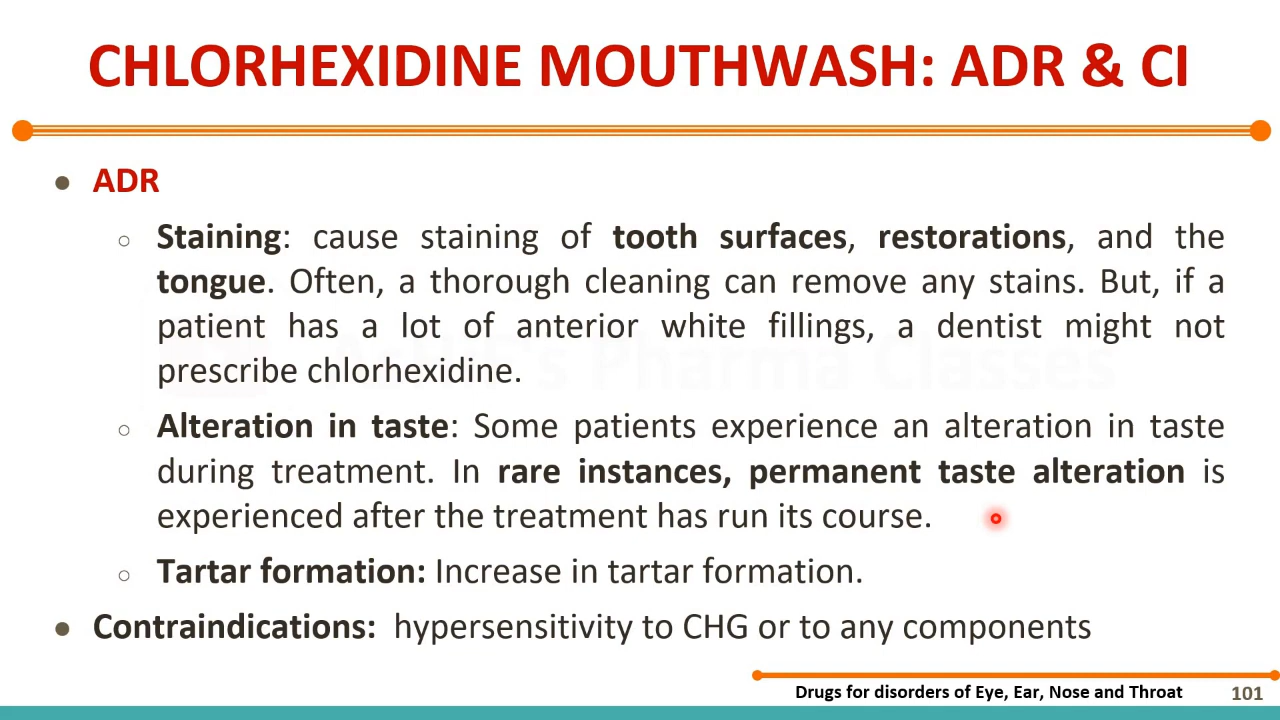 CHLORHEXIDINE MOUTHWASH: ADR & CI
● ADR
○ Staining: cause staining of tooth surfaces, restorations, and the
tongue. Often, a thorough cleaning can remove any stains. But, if a
patient has a lot of anterior white fillings, a dentist might not
prescribe chlorhexidine.
○ Alteration in taste: Some patients experience an alteration in taste
during treatment. In rare instances, permanent taste alteration is
experienced after the treatment has run its course.
○ Tartar formation: Increase in tartar formation.
● Contraindications: hypersensitivity to CHG or to any components
Drugs for disorders of Eye, Ear, Nose and Throat 101
Pharma Classes